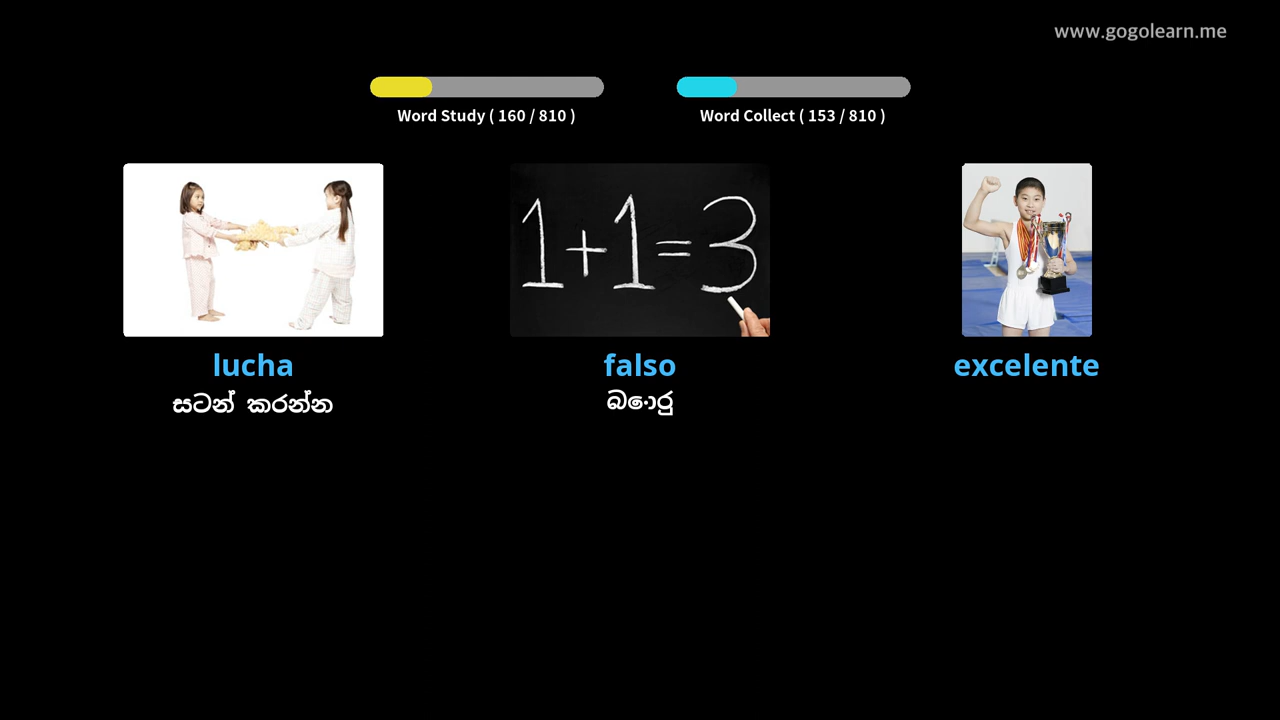 www.gogolearn.me
Word Study ( 160 / 810 )
Word Collect ( 153 / 810 )
1+1=3
lucha
falso
excelente
සටන් කරන්න
බොරු